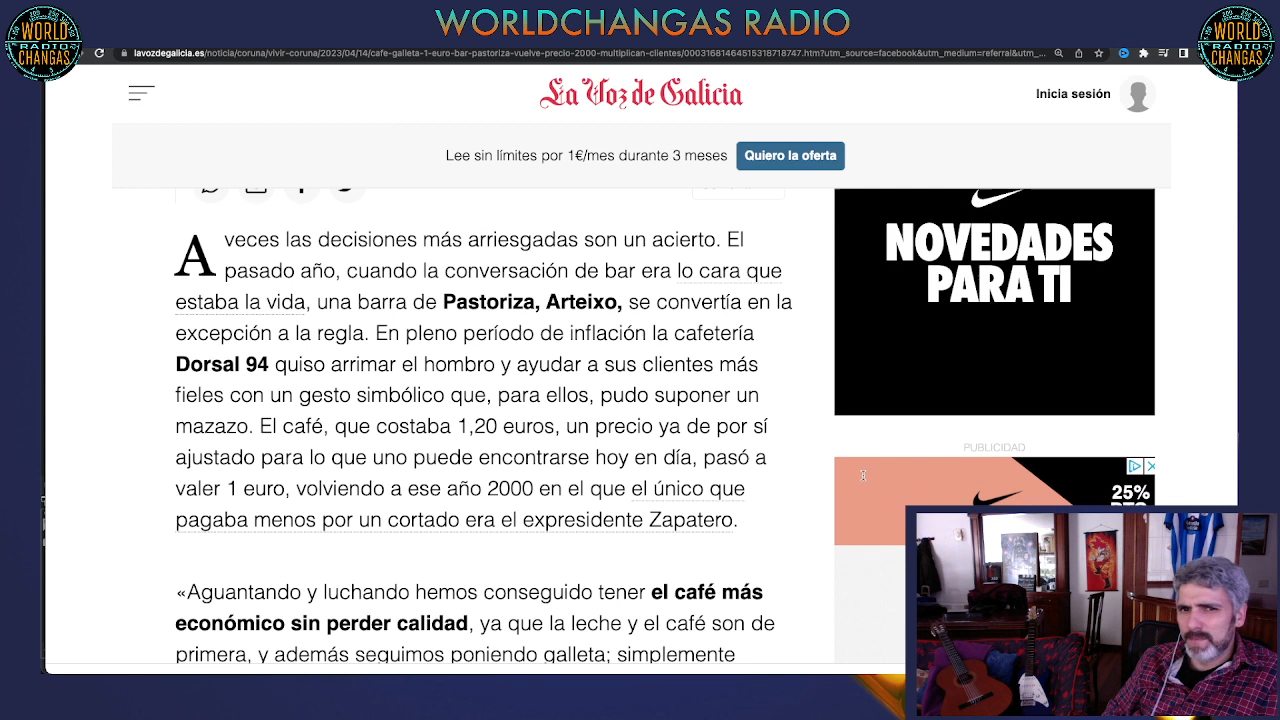 WORLDCHANGAS RADIO
WORLD
RADIO
CHANGAS
WORLD
RADIO
CHANGAS
lavozdegalicia.es/noticia/coruna/vivir-coruna/2023/04/14/cafe-galleta-1-euro-bar-pastoriza-vuelve-precio-2000-multiplican-clientes/00031681464515318718747.htm?utm_source=facebook&utm_medium=referral&utm_...
La Voz de Galicia
Inicia sesión
Lee sin límites por 1€/mes durante 3 meses
Quiero la oferta
A veces las decisiones más arriesgadas son un acierto. El
pasado año, cuando la conversación de bar era lo cara que
estaba la vida, una barra de Pastoriza, Arteixo, se convertía en la
excepción a la regla. En pleno período de inflación la cafetería
Dorsal 94 quiso arrimar el hombro y ayudar a sus clientes más
fieles con un gesto simbólico que, para ellos, pudo suponer un
mazazo. El café, que costaba 1,20 euros, un precio ya de por sí
ajustado para lo que uno puede encontrarse hoy en día, pasó a
valer 1 euro, volviendo a ese año 2000 en el que el único que
pagaba menos por un cortado era el expresidente Zapatero.
«Aguantando y luchando hemos conseguido tener el café más
económico sin perder calidad, ya que la leche y el café son de
primera, y además seguimos poniendo galleta; simplemente
NOVEDADES
PARA TI
PUBLICIDAD
25%